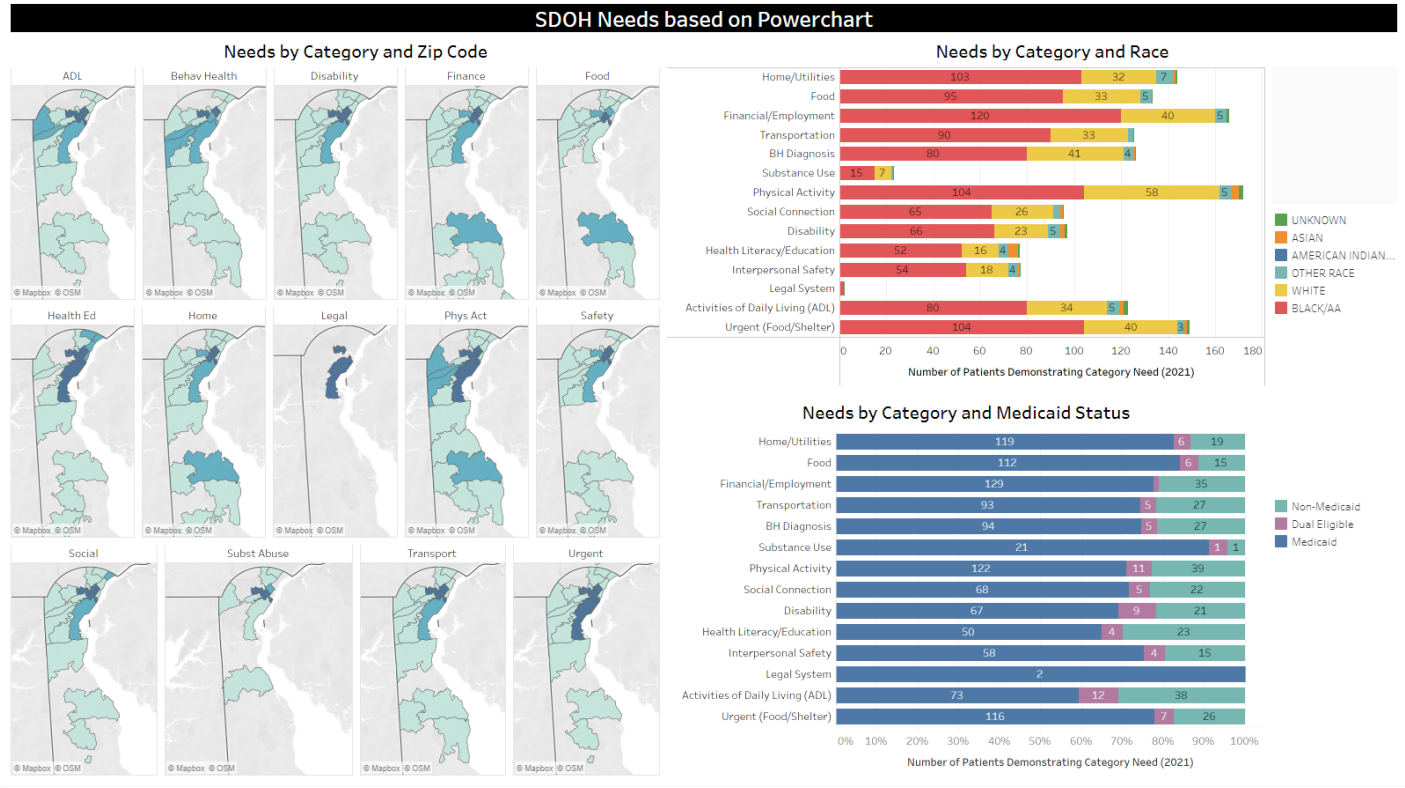 SDOH Needs based on Powerchart
Needs by Category and Zip Code
ADL
Behav Health
Disability
Finance
Food
© Mapbox © OSM
© Mapbox © OSM
© Mapbox © OSM
© Mapbox © OSM
© Mapbox © OSM
Health Ed
Home
Legal
Phys Act
Safety
© Mapbox © OSM
© Mapbox © OSM
© Mapbox © OSM
© Mapbox © OSM
© Mapbox © OSM
Social
Subst Abuse
Transport
Urgent
© Mapbox © OSM
© Mapbox © OSM
© Mapbox © OSM
© Mapbox © OSM
Needs by Category and Race
Home/Utilities 103 32 7
Food 95 33 5
Financial/Employment 120 40 5
Transportation 90 33
BH Diagnosis 80 41 4
Substance Use 15 7
Physical Activity 104 58 5
Social Connection 65 26
Disability 66 23 5
Health Literacy/Education 52 16 4
Interpersonal Safety 54 18 4
Legal System
Activities of Daily Living (ADL) 80 34 5
Urgent (Food/Shelter) 104 40 3
0 20 40 60 80 100 120 140 160 180
Number of Patients Demonstrating Category Need (2021)
UNKNOWN
ASIAN
AMERICAN INDIAN...
OTHER RACE
WHITE
BLACK/AA
Needs by Category and Medicaid Status
Home/Utilities 119 6 19
Food 112 6 15
Financial/Employment 129 35
Transportation 93 5 27
BH Diagnosis 94 5 27
Substance Use 21 1 1
Physical Activity 122 11 39
Social Connection 68 5 22
Disability 67 9 21
Health Literacy/Education 50 4 23
Interpersonal Safety 58 4 15
Legal System 2
Activities of Daily Living (ADL) 73 12 38
Urgent (Food/Shelter) 116 7 26
0% 10% 20% 30% 40% 50% 60% 70% 80% 90% 100%
Number of Patients Demonstrating Category Need (2021)
Non-Medicaid
Dual Eligible
Medicaid